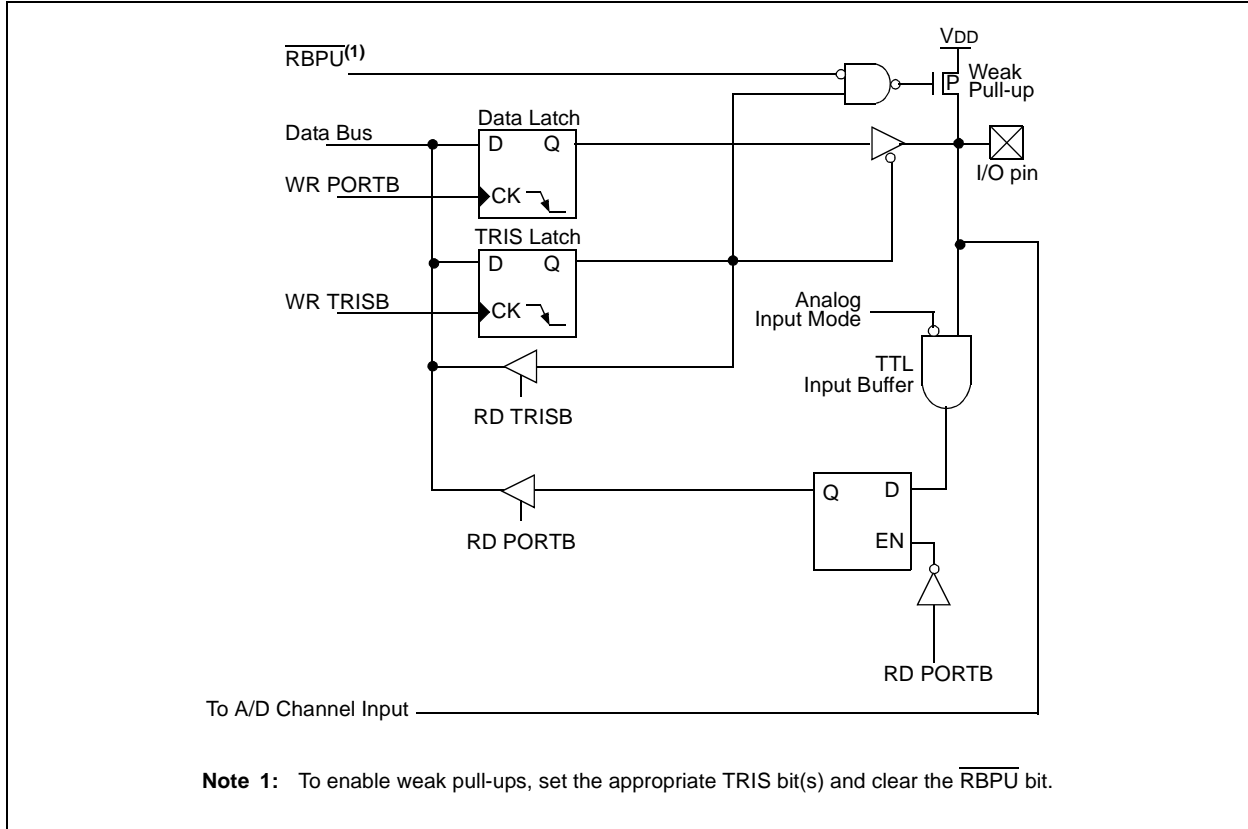 VDD
RBPU(1)
P
Weak
Pull-up
Data Latch
Data Bus
D Q
I/O pin
WR PORTB
CK
TRIS Latch
D Q
WR TRISB
CK
Analog
Input Mode
TTL
Input Buffer
RD TRISB
Q D
RD PORTB
EN
RD PORTB
To A/D Channel Input
Note 1: To enable weak pull-ups, set the appropriate TRIS bit(s) and clear the RBPU bit.